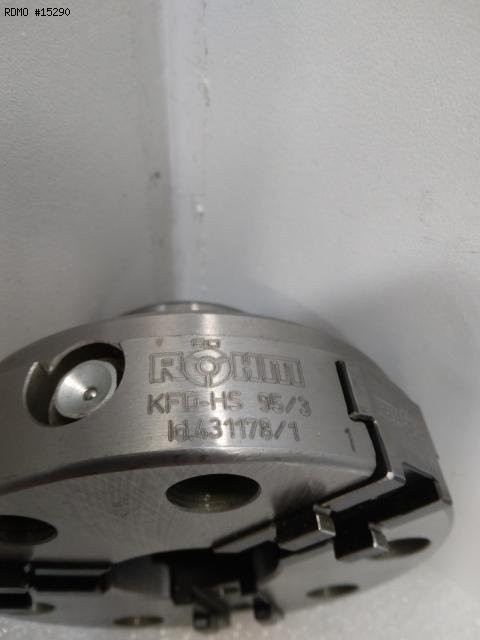 RDMO #15290
RÖHM
KFD-HS 95/3
Id.431178/1
1